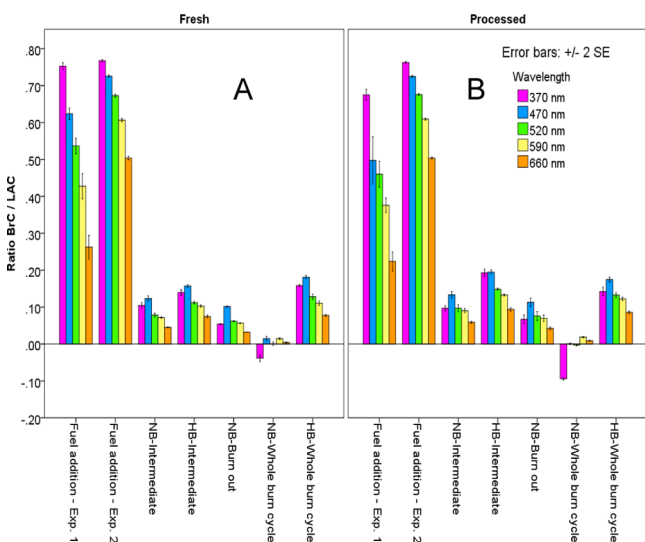 Fresh
Processed
Ratio BrC / LAC
.80
.70
.60
.50
.40
.30
.20
.10
.00
-.10
-.20
A
B
Error bars: +/- 2 SE
Wavelength
370 nm
470 nm
520 nm
590 nm
660 nm
Fuel addition - Exp. 1
Fuel addition - Exp. 2
NB-Intermediate
HB-Intermediate
NB-Burn out
NB-Whole burn cycle
HB-Whole burn cycle
Fuel addition - Exp. 1
Fuel addition - Exp. 2
NB-Intermediate
HB-Intermediate
NB-Burn out
NB-Whole burn cycle
HB-Whole burn cycle